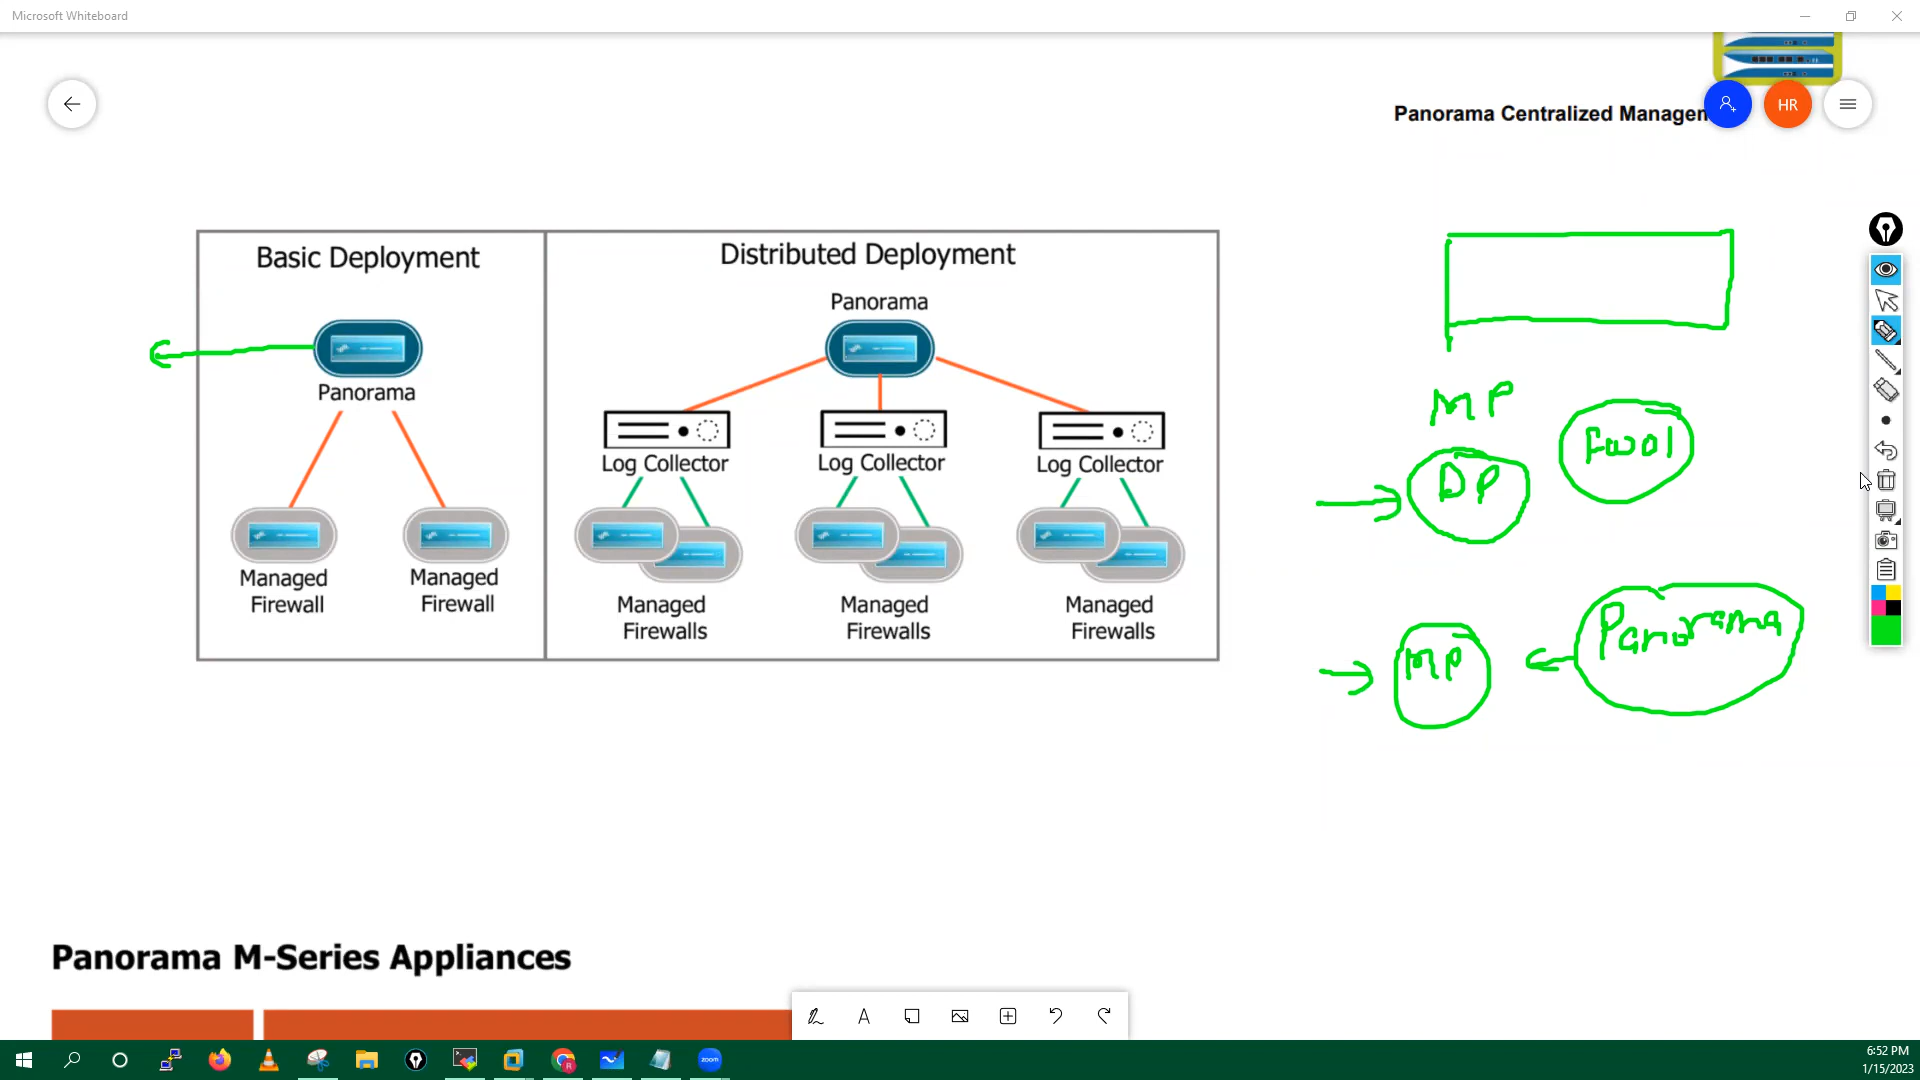 Microsoft Whiteboard
Panorama Centralized Managem
HR
Basic Deployment
Panorama
Managed
Firewall
Managed
Firewall
Distributed Deployment
Panorama
Log Collector
Log Collector
Log Collector
Managed
Firewalls
Managed
Firewalls
Managed
Firewalls
MP
DP
Fw01
MP
Panorama
Panorama M-Series Appliances
zoom
6:52 PM
1/15/2023